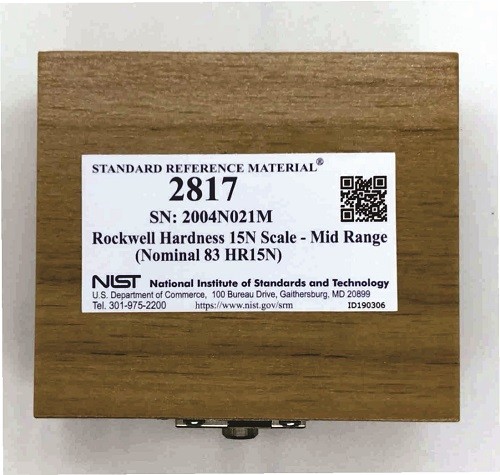 STANDARD REFERENCE MATERIAL®
2817
SN: 2004N021M
Rockwell Hardness 15N Scale - Mid Range
(Nominal 83 HR15N)
NIST National Institute of Standards and Technology
U.S. Department of Commerce, 100 Bureau Drive, Gaithersburg, MD 20899
Tel. 301-975-2200 https://www.nist.gov/srm ID190306